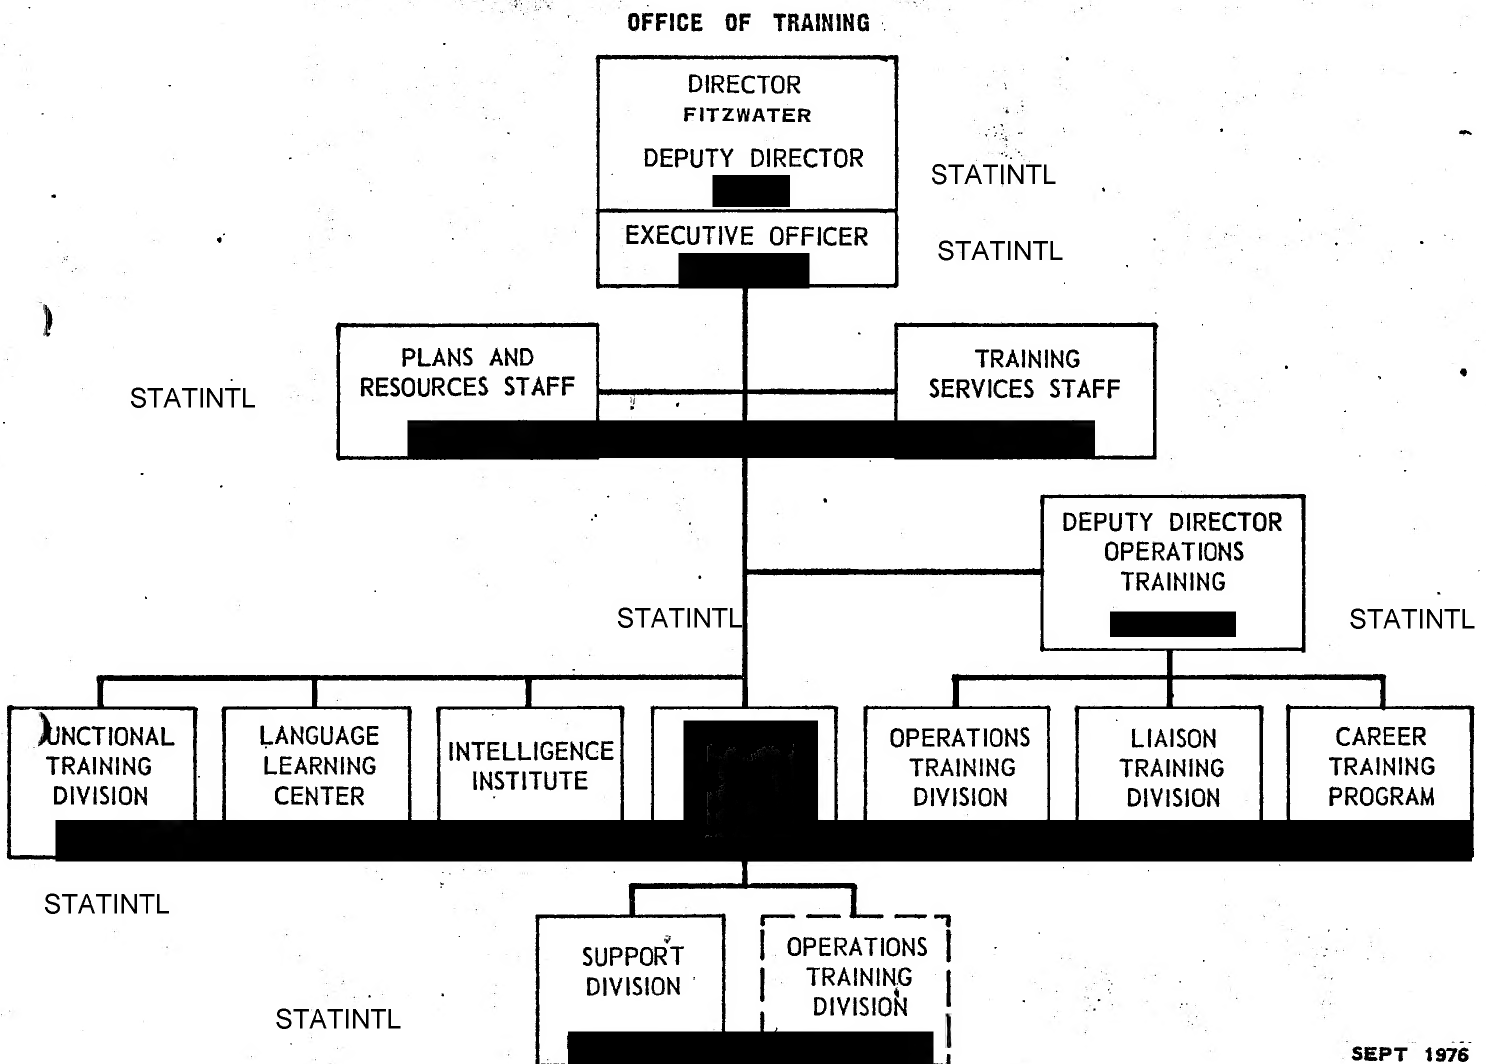 OFFICE OF TRAINING
DIRECTOR
FITZWATER
DEPUTY DIRECTOR
STATINTL
EXECUTIVE OFFICER
STATINTL
PLANS AND
RESOURCES STAFF
STATINTL
TRAINING
SERVICES STAFF
DEPUTY DIRECTOR
OPERATIONS
TRAINING
STATINTL
STATINTL
UNCTIONAL
TRAINING
DIVISION
LANGUAGE
LEARNING
CENTER
INTELLIGENCE
INSTITUTE
OPERATIONS
TRAINING
DIVISION
LIAISON
TRAINING
DIVISION
CAREER
TRAINING
PROGRAM
STATINTL
SUPPORT
DIVISION
OPERATIONS
TRAINING
DIVISION
STATINTL
SEPT 1976